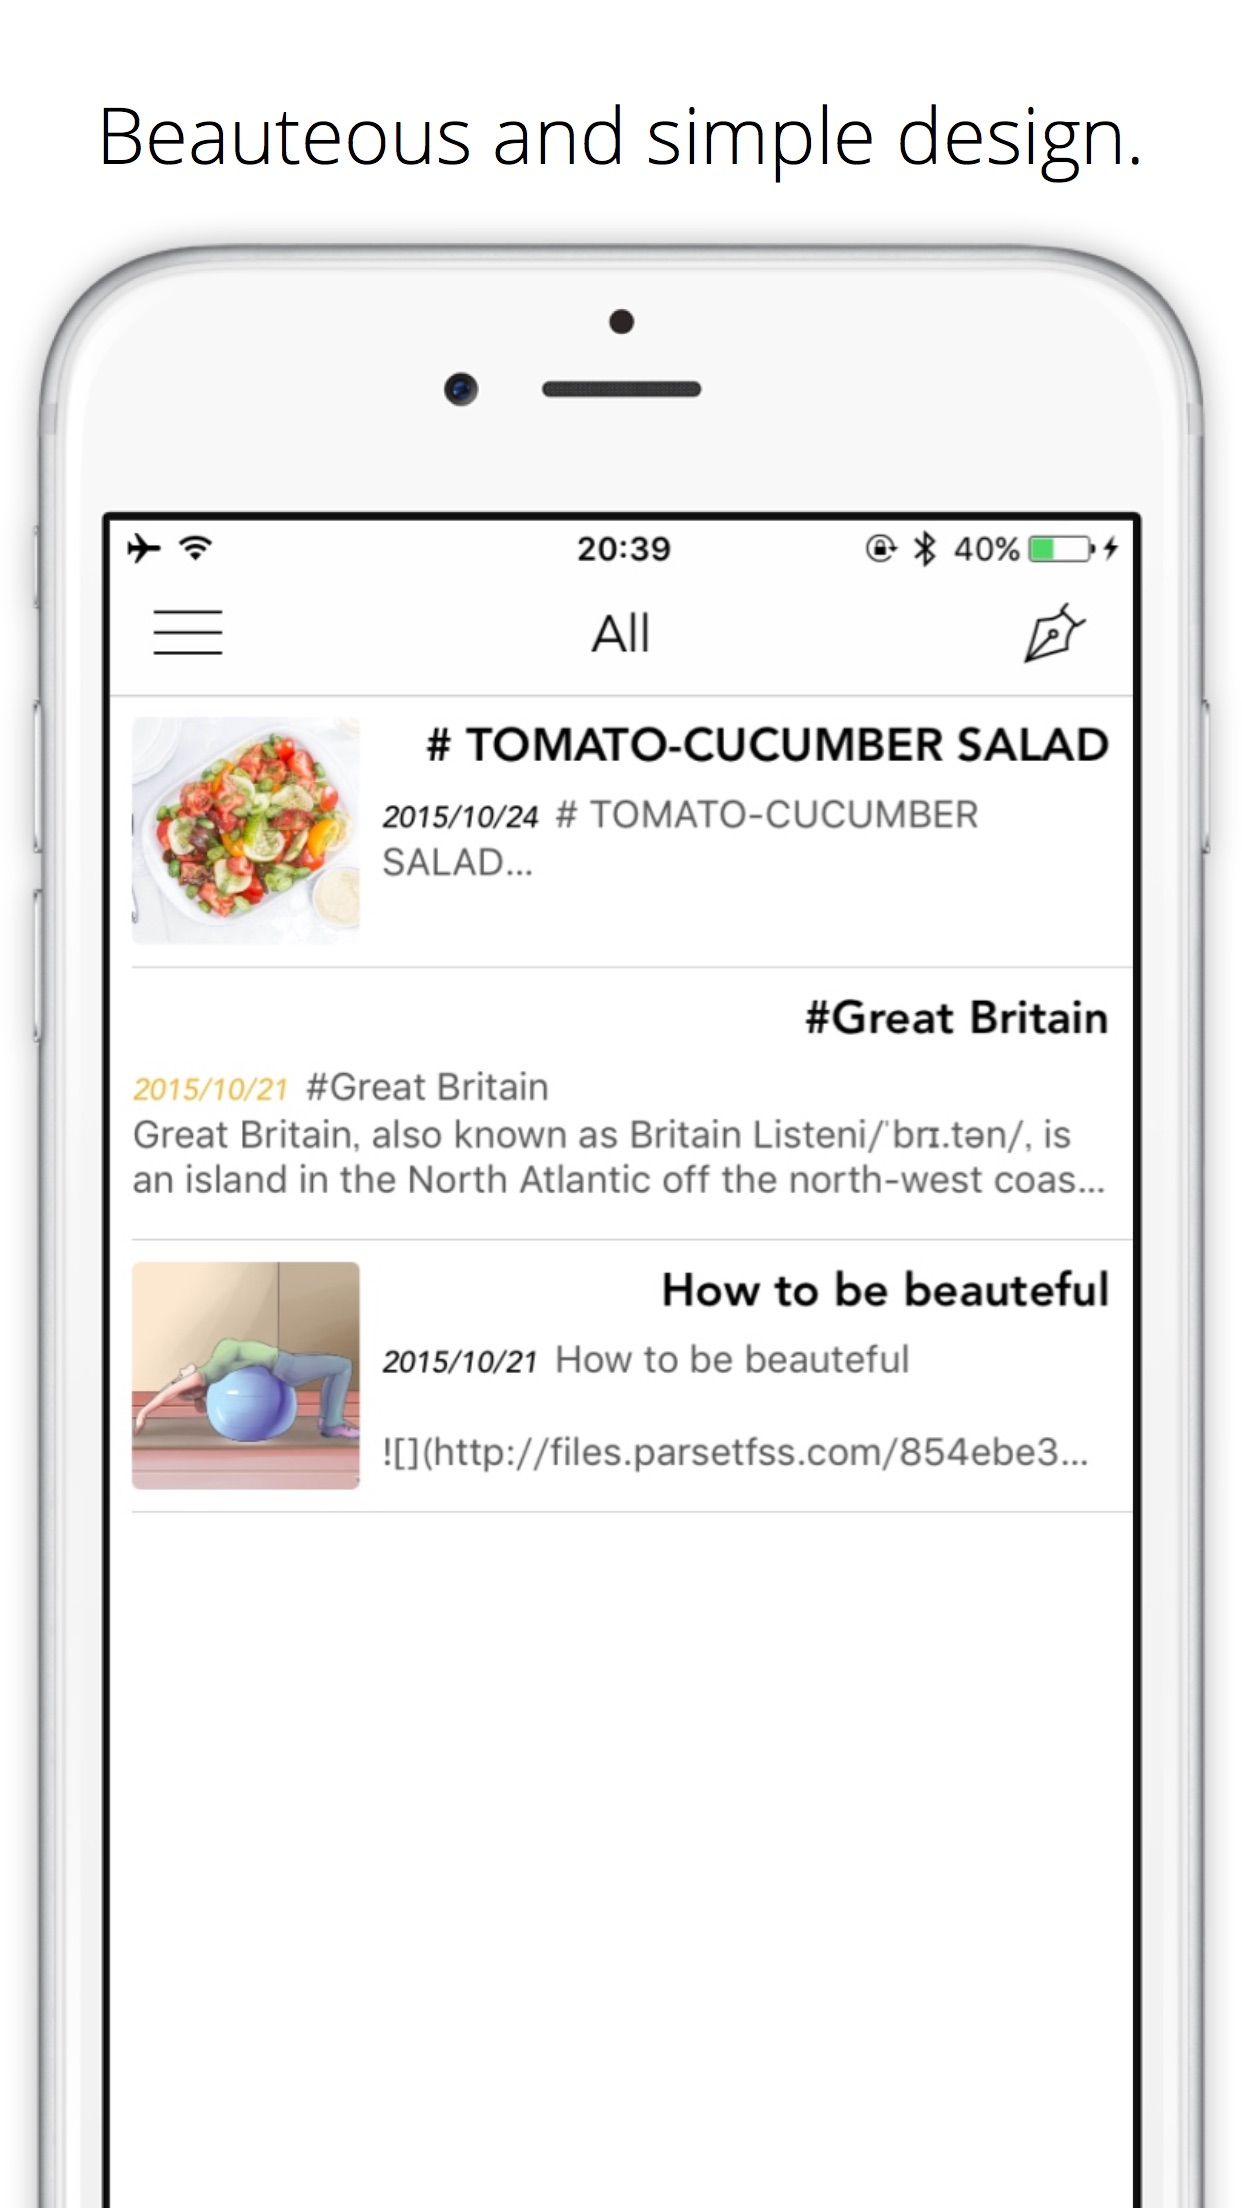 Beauteous and simple design.
20:39
40%
All
# TOMATO-CUCUMBER SALAD
2015/10/24 # TOMATO-CUCUMBER
SALAD...
#Great Britain
2015/10/21 #Great Britain
Great Britain, also known as Britain Listeni/ˈbrɪ.tən/, is
an island in the North Atlantic off the north-west coas...
How to be beauteful
2015/10/21 How to be beauteful
![](http://files.parsetfss.com/854ebe3...